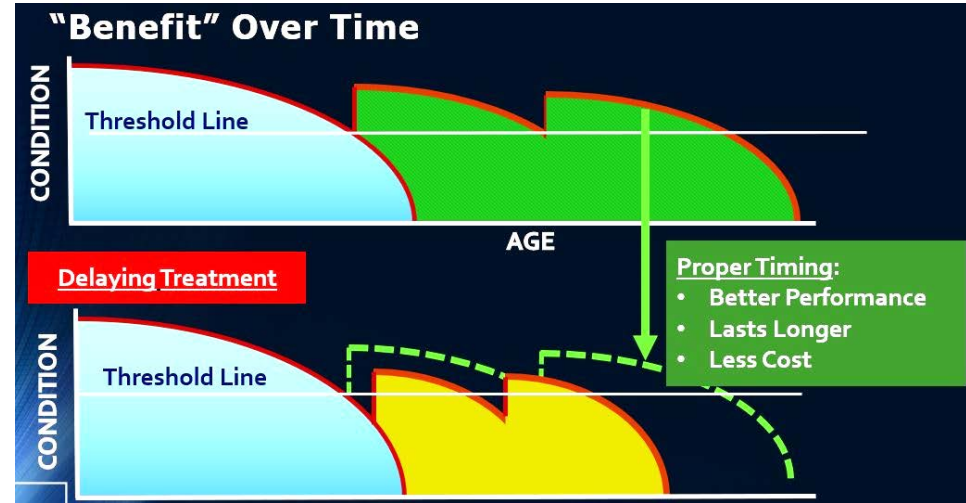 "Benefit" Over Time
CONDITION
Threshold Line
AGE
Delaying Treatment
Proper Timing:
• Better Performance
• Lasts Longer
• Less Cost
CONDITION
Threshold Line